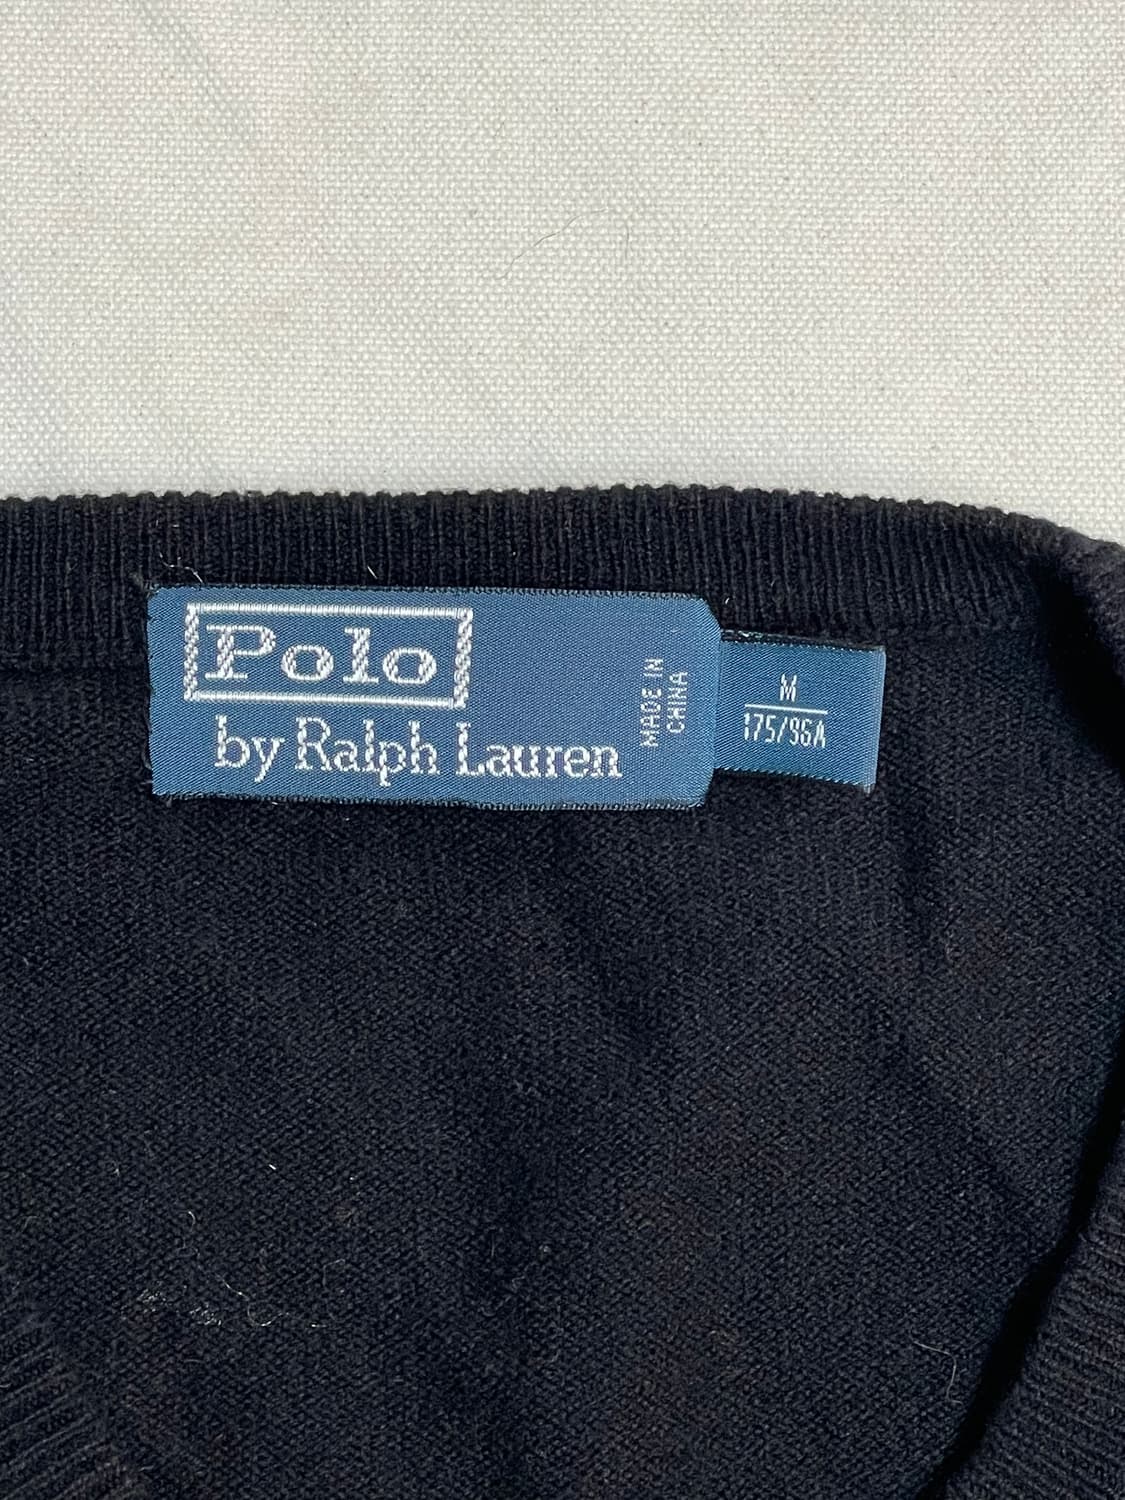 Polo
by Ralph Lauren
MADE IN
CHINA
M
175/96A